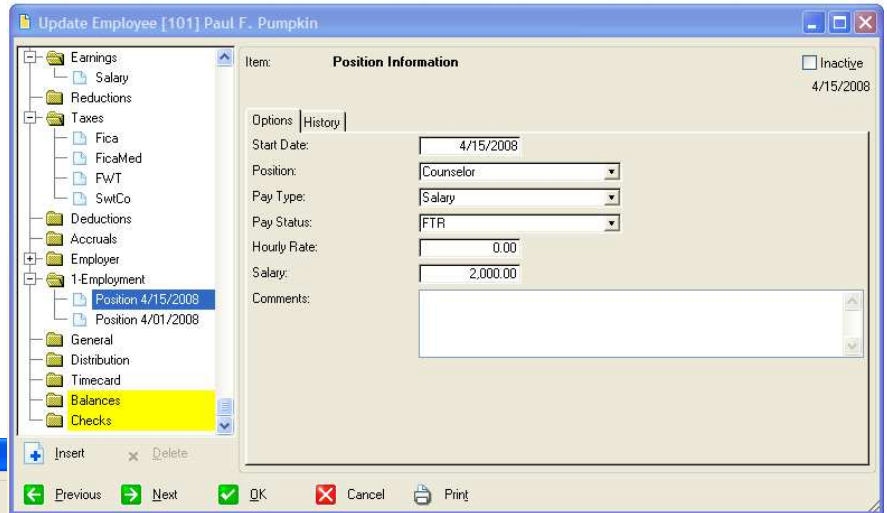 Update Employee [101] Paul F. Pumpkin
Earnings
Salary
Reductions
Taxes
Fica
FicaMed
FWT
SwtCo
Deductions
Accruals
Employer
1-Employment
Position 4/15/2008
Position 4/01/2008
General
Distribution
Timecard
Balances
Checks
Insert Delete
Item: Position Information
Inactive
4/15/2008
Options History
Start Date: 4/15/2008
Position: Counselor
Pay Type: Salary
Pay Status: FTR
Hourly Rate: 0.00
Salary: 2,000.00
Comments:
Previous Next OK Cancel Print